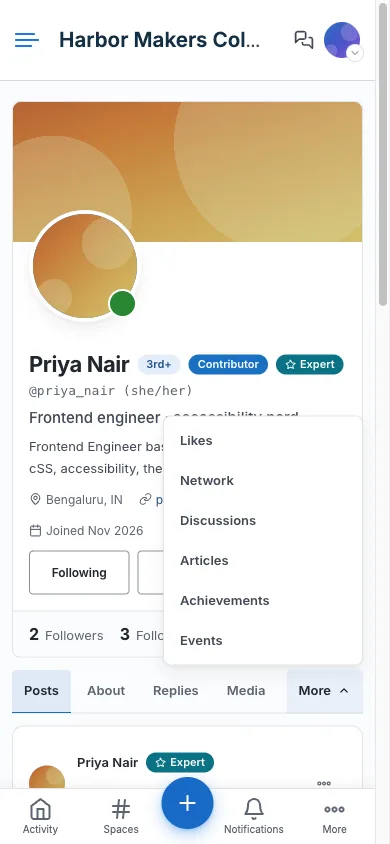 Harbor Makers Col...
Priya Nair 3rd+ Contributor Expert
@priya_nair (she/her)
Frontend engineer
Frontend Engineer bas
cSS, accessibility, the
Bengaluru, IN p
Joined Nov 2026
Following
2 Followers 3 Follo
Likes
Network
Discussions
Articles
Achievements
Events
Posts About Replies Media More
Priya Nair Expert
Activity Spaces Notifications More